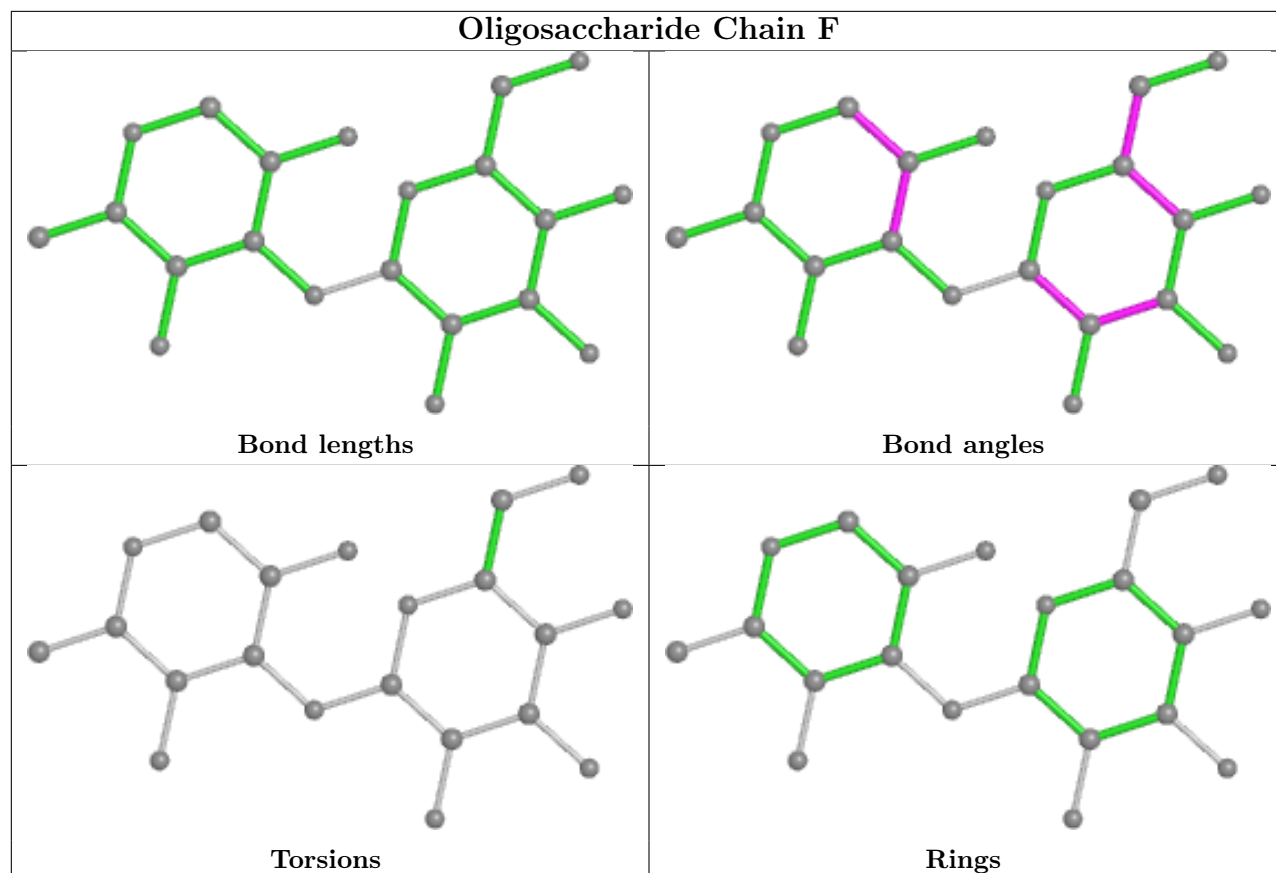 Oligosaccharide Chain F
Bond lengths
Bond angles
Torsions
Rings